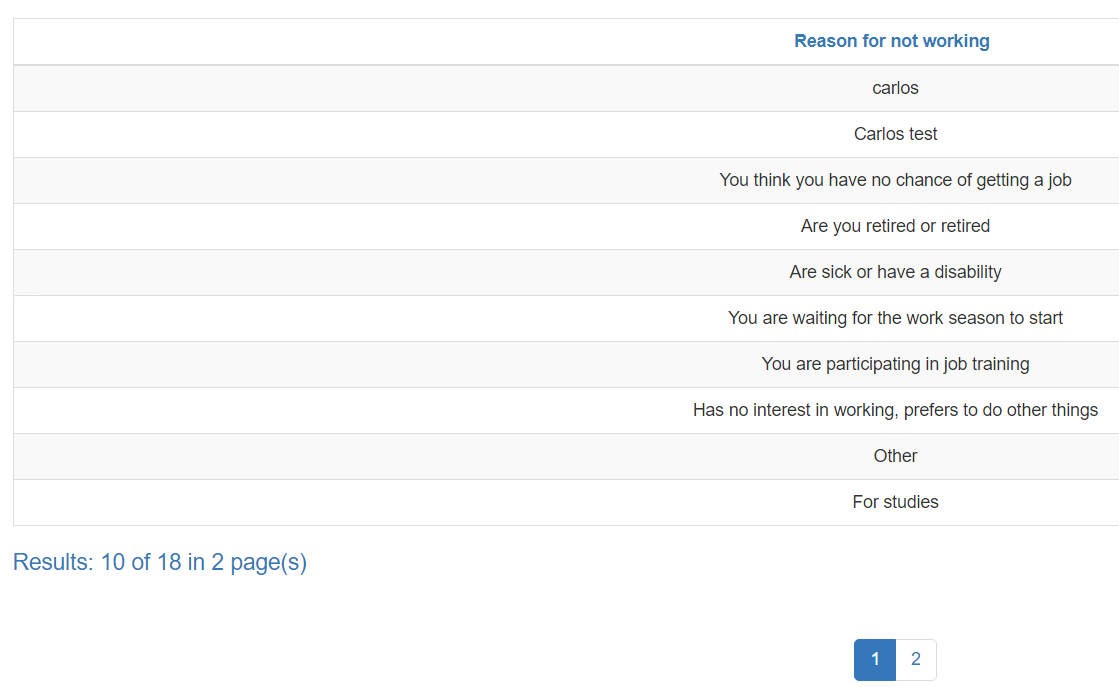 Reason for not working
carlos
Carlos test
You think you have no chance of getting a job
Are you retired or retired
Are sick or have a disability
You are waiting for the work season to start
You are participating in job training
Has no interest in working, prefers to do other things
Other
For studies
Results: 10 of 18 in 2 page(s)
1 2